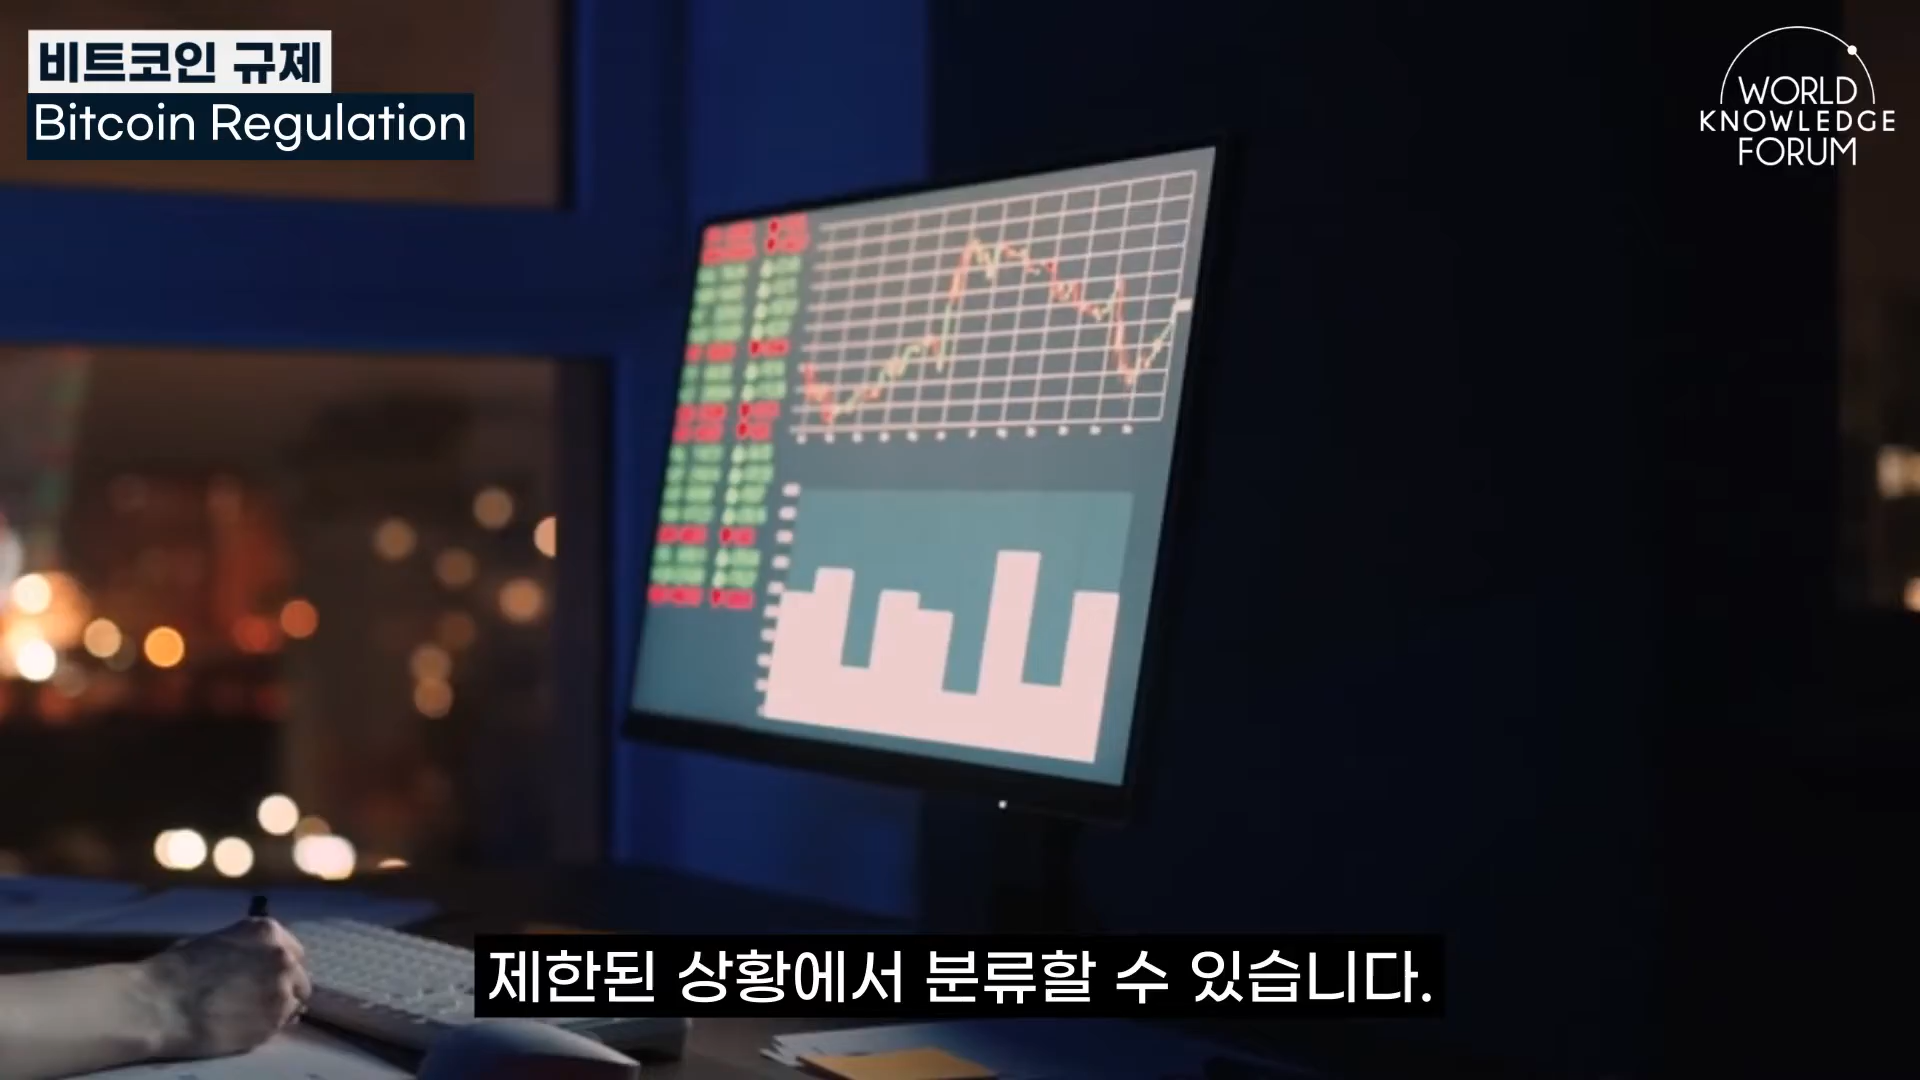 비트코인 규제
Bitcoin Regulation
WORLD
KNOWLEDGE
FORUM
제한된 상황에서 분류할 수 있습니다.